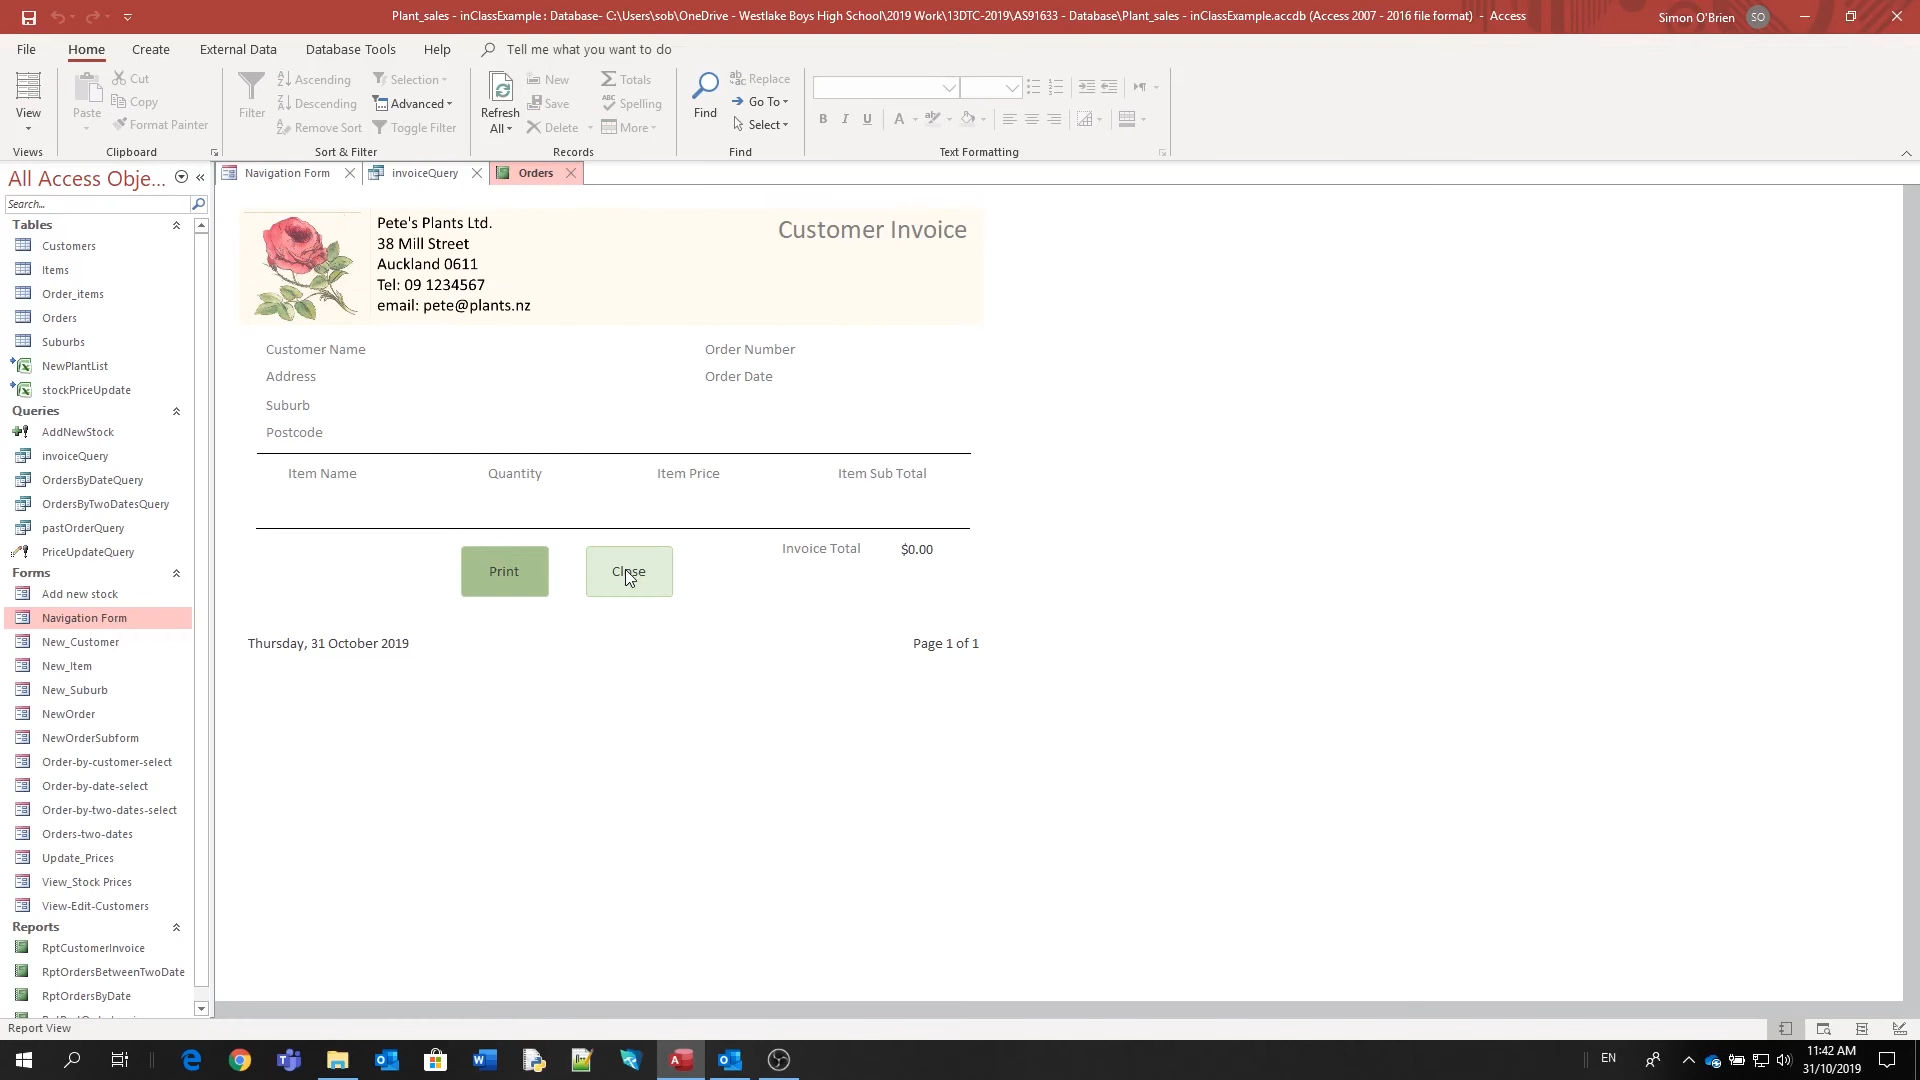 Plant_sales - inClassExample : Database- C:\Users\sob\OneDrive - Westlake Boys High School\2019 Work\13DTC-2019\AS91633 - Database\Plant_sales - inClassExample.accdb (Access 2007 - 2016 file format) - Access
Simon O'Brien SO
File Home Create External Data Database Tools Help Tell me what you want to do
View
Views
Paste
Cut
Copy
Format Painter
Clipboard
Filter
Ascending
Descending
Remove Sort
Selection
Advanced
Toggle Filter
Sort & Filter
Refresh
All
New
Save
Delete
Totals
Spelling
More
Records
Find
Replace
Go To
Select
Find
B I U A
Text Formatting
All Access Obje...
Search...
Tables
Customers
Items
Order_items
Orders
Suburbs
NewPlantList
stockPriceUpdate
Queries
AddNewStock
invoiceQuery
OrdersByDateQuery
OrdersByTwoDatesQuery
pastOrderQuery
PriceUpdateQuery
Forms
Add new stock
Navigation Form
New_Customer
New_Item
New_Suburb
NewOrder
NewOrderSubform
Order-by-customer-select
Order-by-date-select
Order-by-two-dates-select
Orders-two-dates
Update_Prices
View_Stock Prices
View-Edit-Customers
Reports
RptCustomerInvoice
RptOrdersBetweenTwoDate
RptOrdersByDate
Navigation Form invoiceQuery Orders
Pete's Plants Ltd.
38 Mill Street
Auckland 0611
Tel: 09 1234567
email: pete@plants.nz
Customer Invoice
Customer Name Order Number
Address Order Date
Suburb
Postcode
Item Name Quantity Item Price Item Sub Total
Invoice Total $0.00
Print Close
Thursday, 31 October 2019 Page 1 of 1
Report View
EN
11:42 AM
31/10/2019